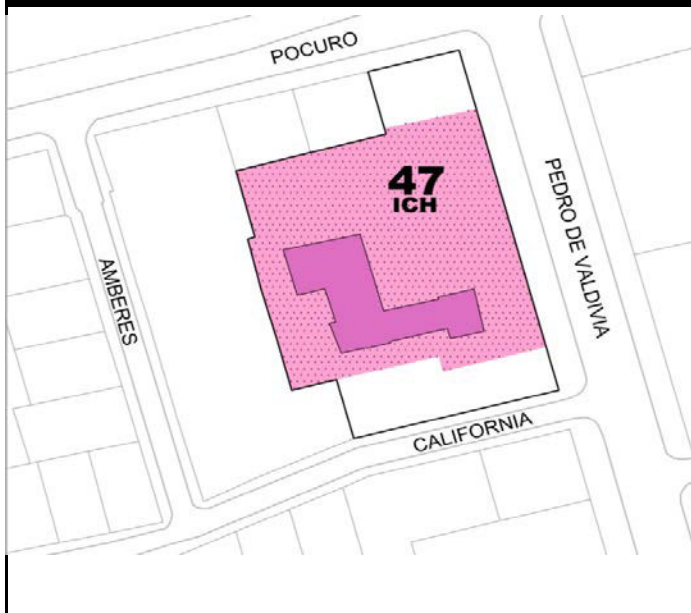 POCURO
47
ICH
PEDRO DE VALDIVIA
AMBERES
CALIFORNIA